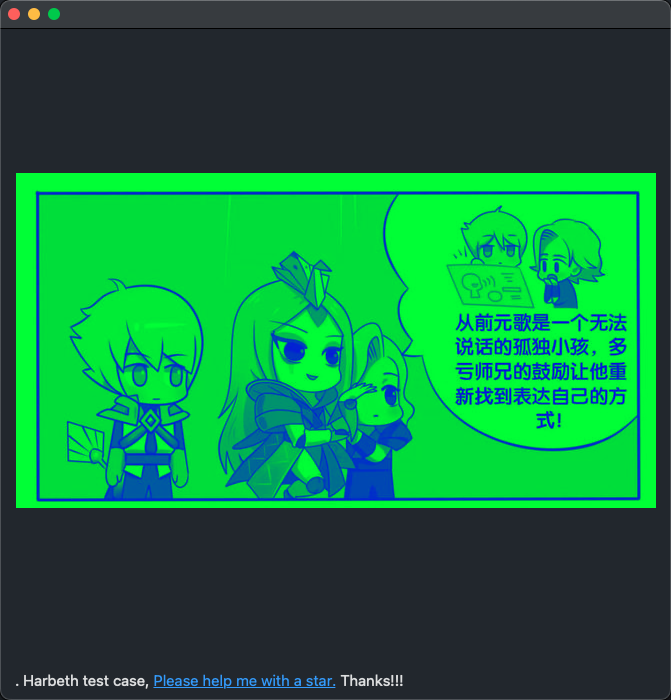 从前元歌是一个无法
说话的孤独小孩，多
亏师兄的鼓励让他重
新找到表达自己的方
式！
. Harbeth test case, Please help me with a star. Thanks!!!